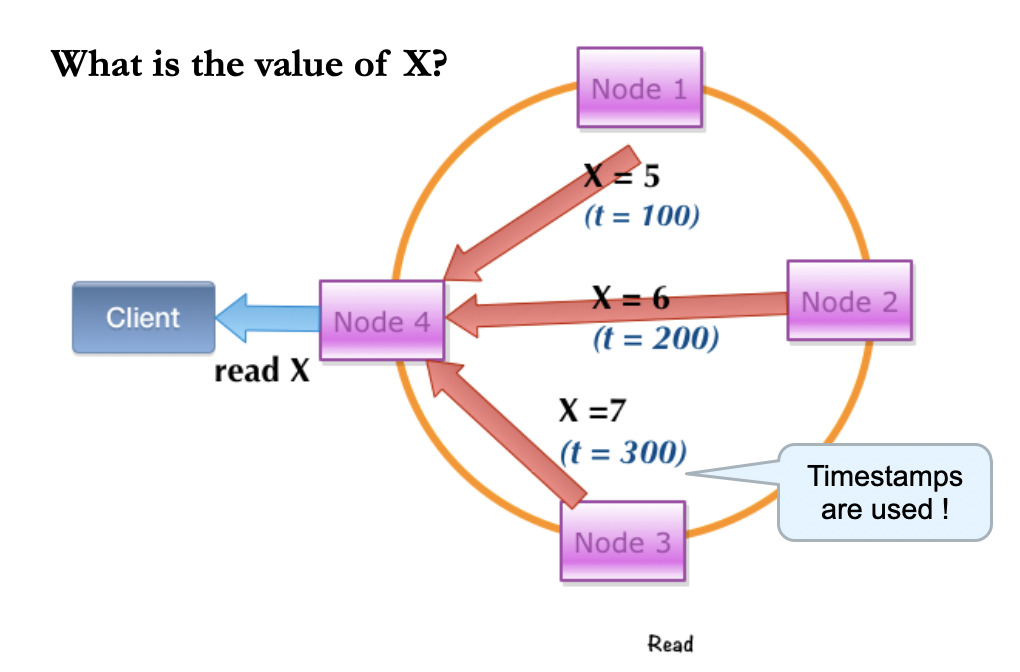 What is the value of X?
Node 1
X = 5
(t = 100)
Node 2
X = 6
(t = 200)
Client
Node 4
read X
X =7
(t = 300)
Timestamps
are used !
Node 3
Read